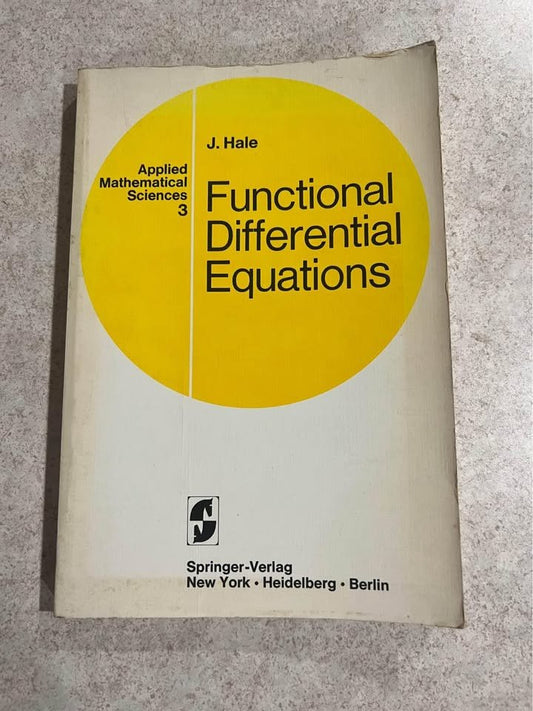 J. Hale
Applied
Mathematical
Sciences
3
Functional
Differential
Equations
Springer-Verlag
New York • Heidelberg • Berlin